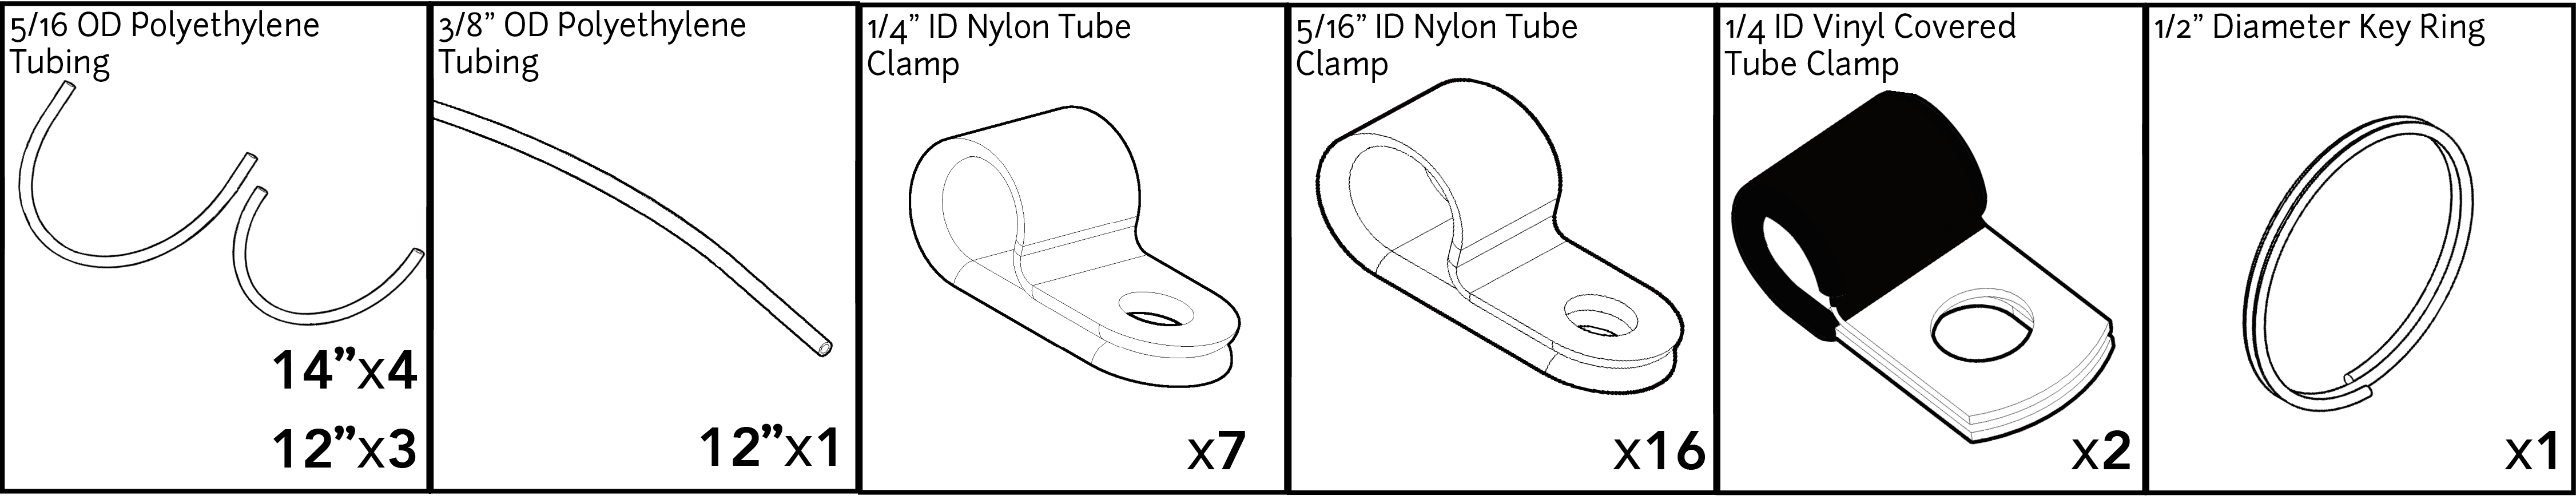 5/16 OD Polyethylene
Tubing
14”x4
12”x3
3/8” OD Polyethylene
Tubing
12”x1
1/4” ID Nylon Tube
Clamp
x7
5/16” ID Nylon Tube
Clamp
x16
1/4 ID Vinyl Covered
Tube Clamp
x2
1/2” Diameter Key Ring
x1